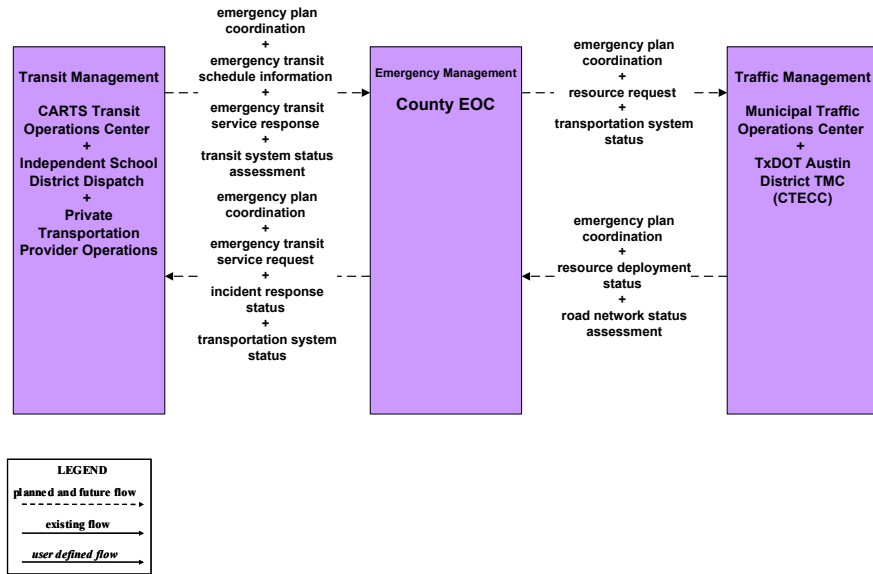 Transit Management
CARTS Transit
Operations Center
+
Independent School
District Dispatch
+
Private
Transportation
Provider Operations
emergency plan
coordination
+
emergency transit
schedule information
+
emergency transit
service response
+
transit system status
assessment
emergency plan
coordination
+
emergency transit
service request
+
incident response
status
+
transportation system
status
Emergency Management
County EOC
emergency plan
coordination
+
resource request
+
transportation system
status
emergency plan
coordination
+
resource deployment
status
+
road network status
assessment
Traffic Management
Municipal Traffic
Operations Center
+
TxDOT Austin
District TMC
(CTECC)
LEGEND
planned and future flow
existing flow
user defined flow